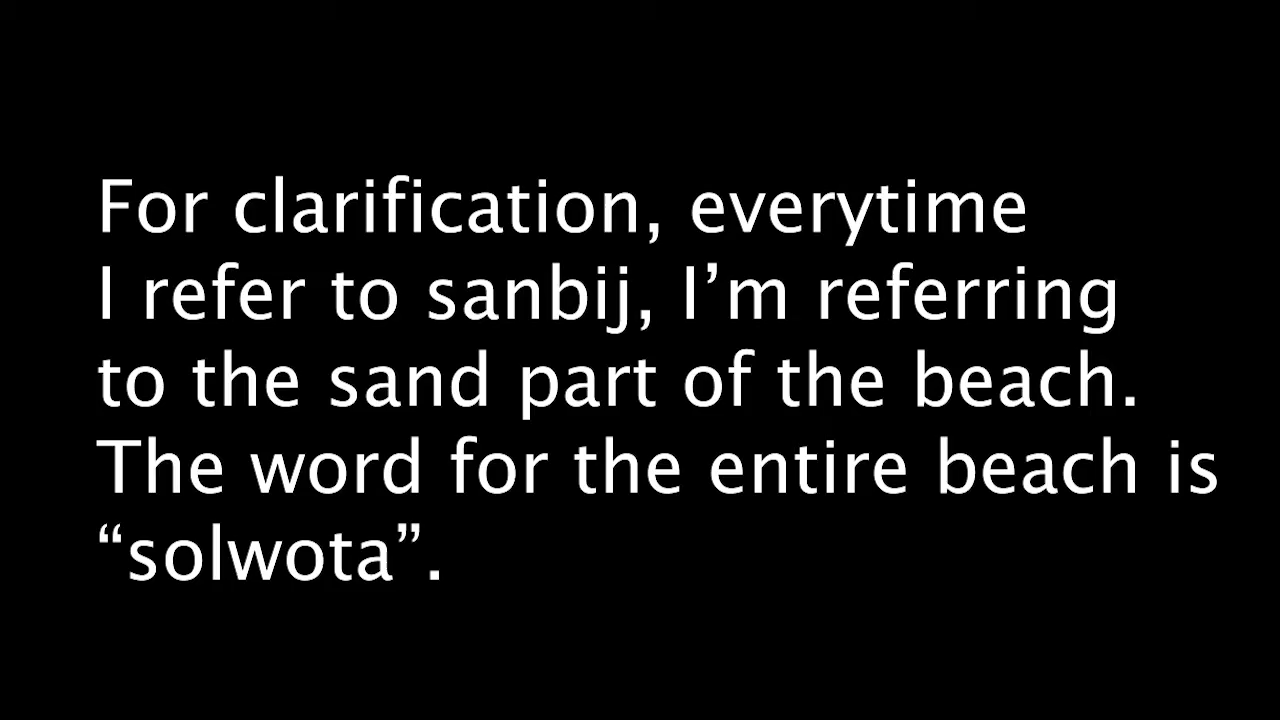 For clarification, everytime
I refer to sanbij, I’m referring
to the sand part of the beach.
The word for the entire beach is
“solwota”.